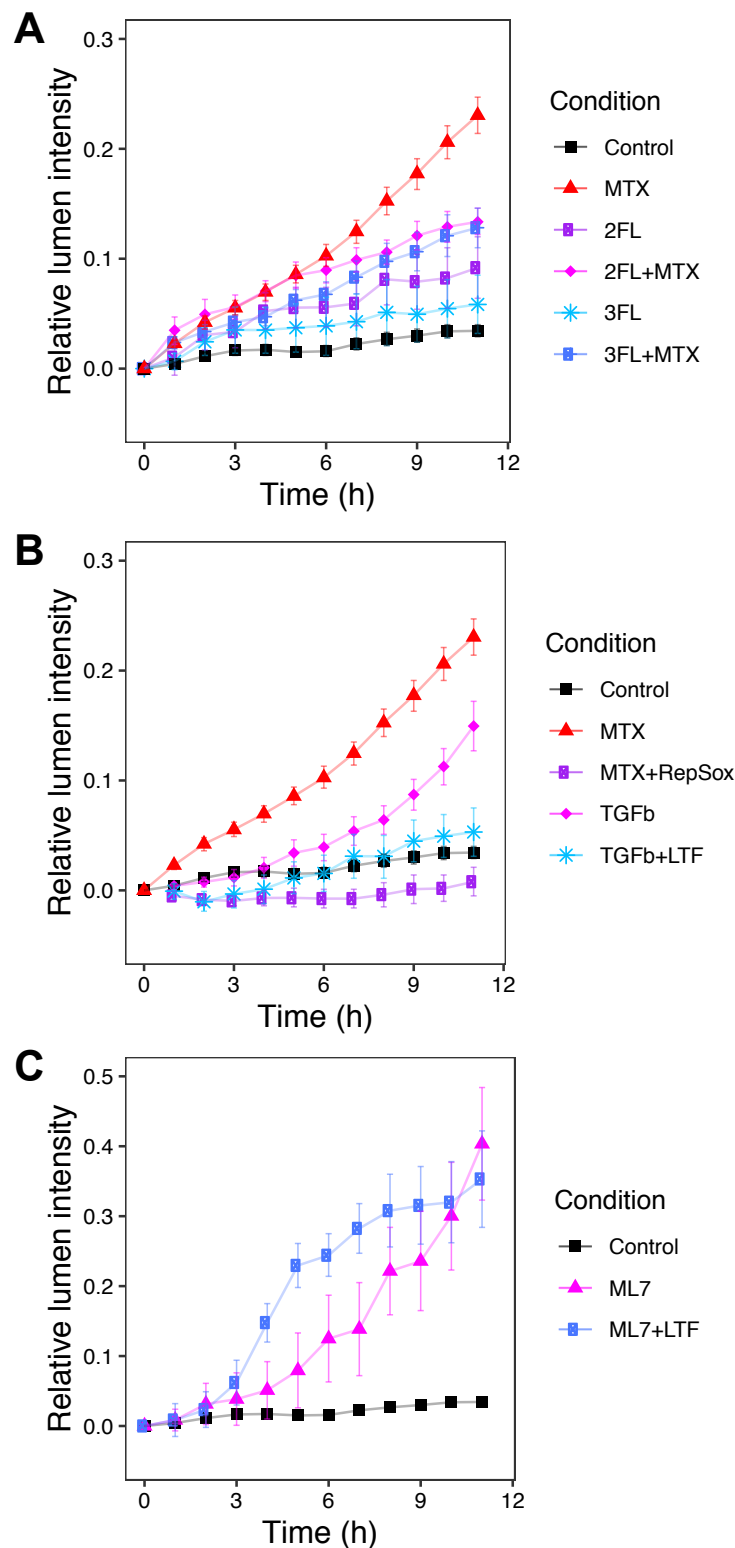 A
Relative lumen intensity
0.3
0.2
0.1
0.0
0 3 6 9 12
Time (h)
Condition
Control
MTX
2FL
2FL+MTX
3FL
3FL+MTX
B
Relative lumen intensity
0.3
0.2
0.1
0.0
0 3 6 9 12
Time (h)
Condition
Control
MTX
MTX+RepSox
TGFb
TGFb+LTF
C
Relative lumen intensity
0.5
0.4
0.3
0.2
0.1
0.0
0 3 6 9 12
Time (h)
Condition
Control
ML7
ML7+LTF